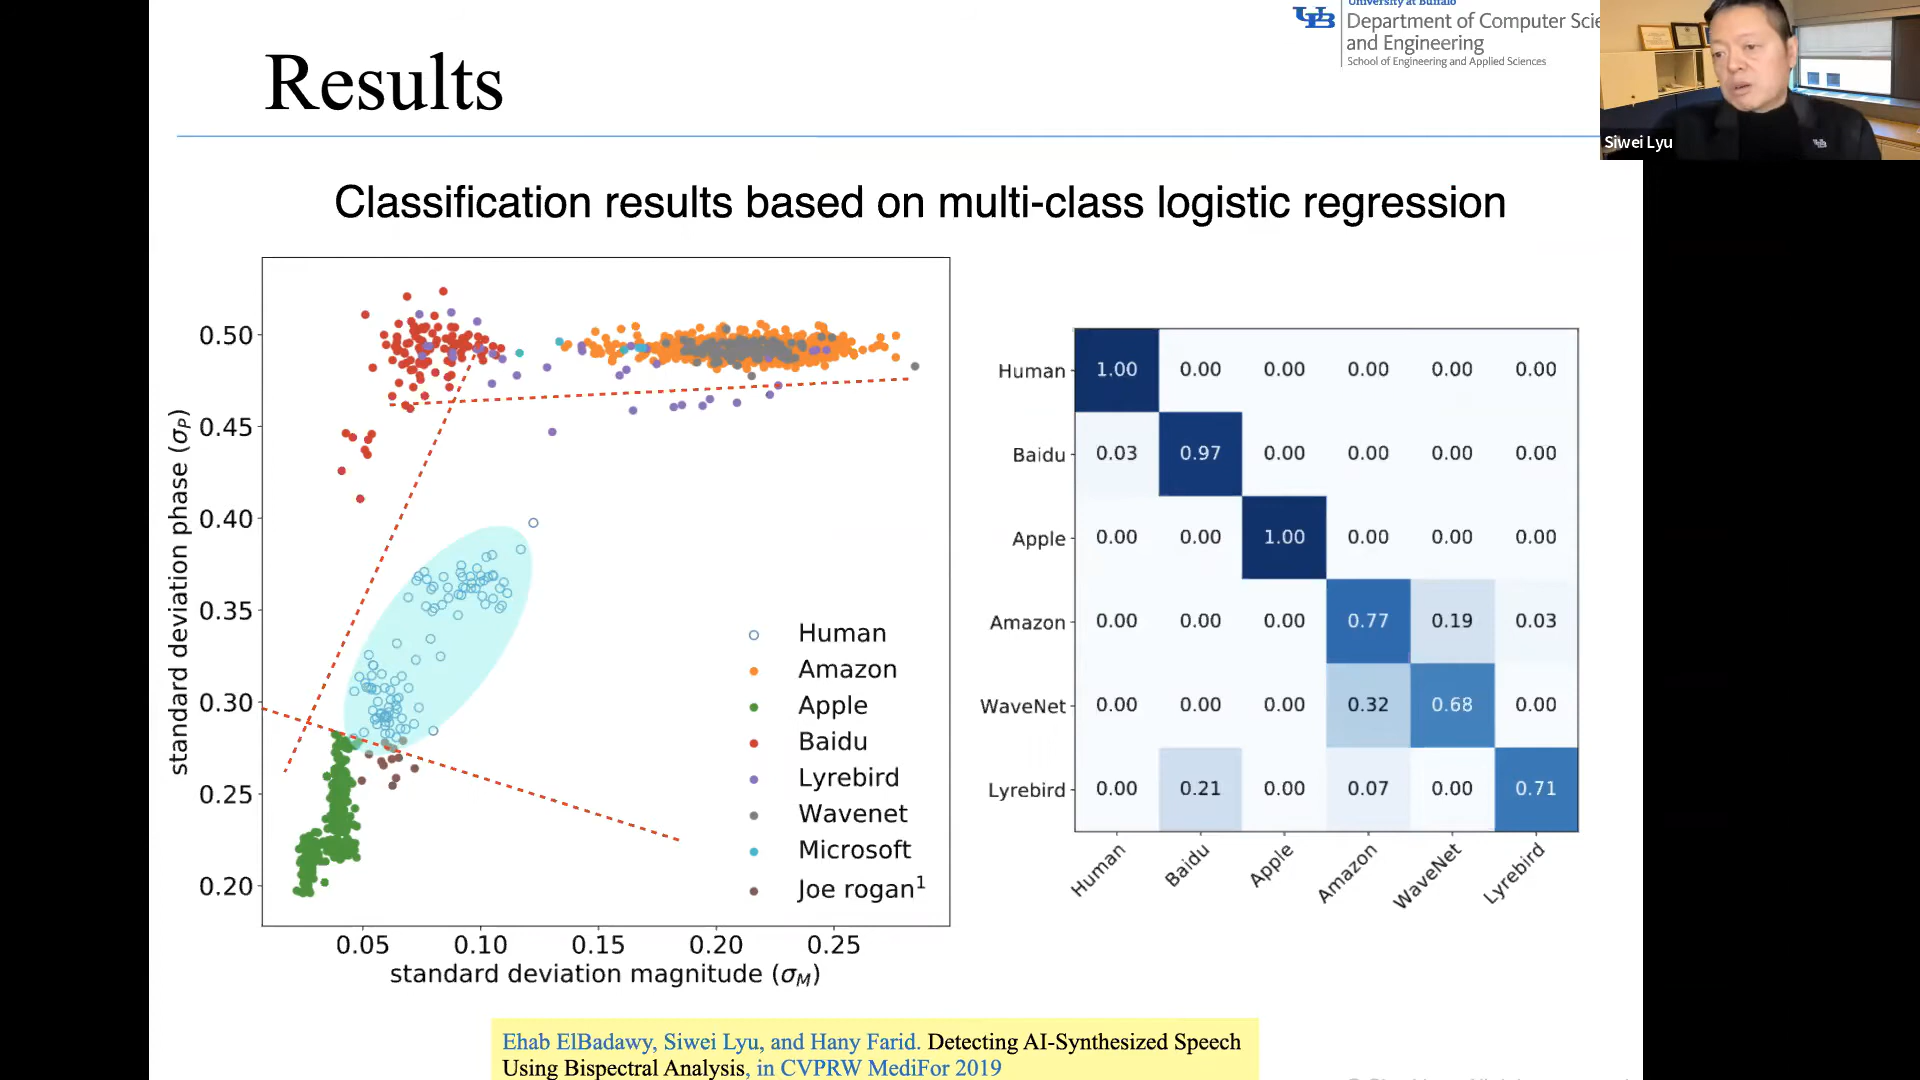 University at Buffalo
Department of Computer Scie
and Engineering
School of Engineering and Applied Sciences
Siwei Lyu
Results
Classification results based on multi-class logistic regression
0.50
0.45
0.40
0.35
0.30
0.25
0.20
standard deviation phase (σP)
0.05 0.10 0.15 0.20 0.25
standard deviation magnitude (σM)
Human
Amazon
Apple
Baidu
Lyrebird
Wavenet
Microsoft
Joe rogan1
Human 1.00 0.00 0.00 0.00 0.00 0.00
Baidu 0.03 0.97 0.00 0.00 0.00 0.00
Apple 0.00 0.00 1.00 0.00 0.00 0.00
Amazon 0.00 0.00 0.00 0.77 0.19 0.03
WaveNet 0.00 0.00 0.00 0.32 0.68 0.00
Lyrebird 0.00 0.21 0.00 0.07 0.00 0.71
Human Baidu Apple Amazon WaveNet Lyrebird
Ehab ElBadawy, Siwei Lyu, and Hany Farid. Detecting AI-Synthesized Speech
Using Bispectral Analysis, in CVPRW MediFor 2019